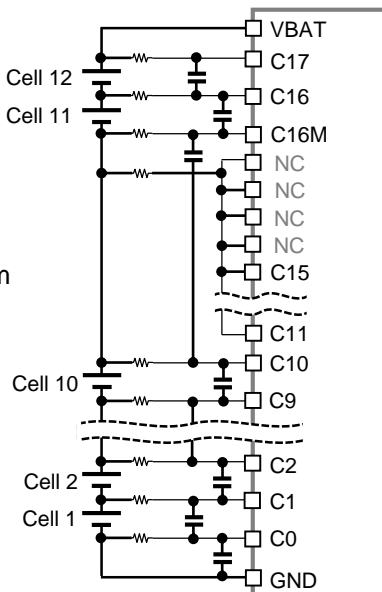 VBAT
C17
Cell 12
C16
Cell 11
C16M
NC
NC
NC
NC
m
C15
C11
C10
Cell 10
C9
C2
Cell 2
C1
Cell 1
C0
GND